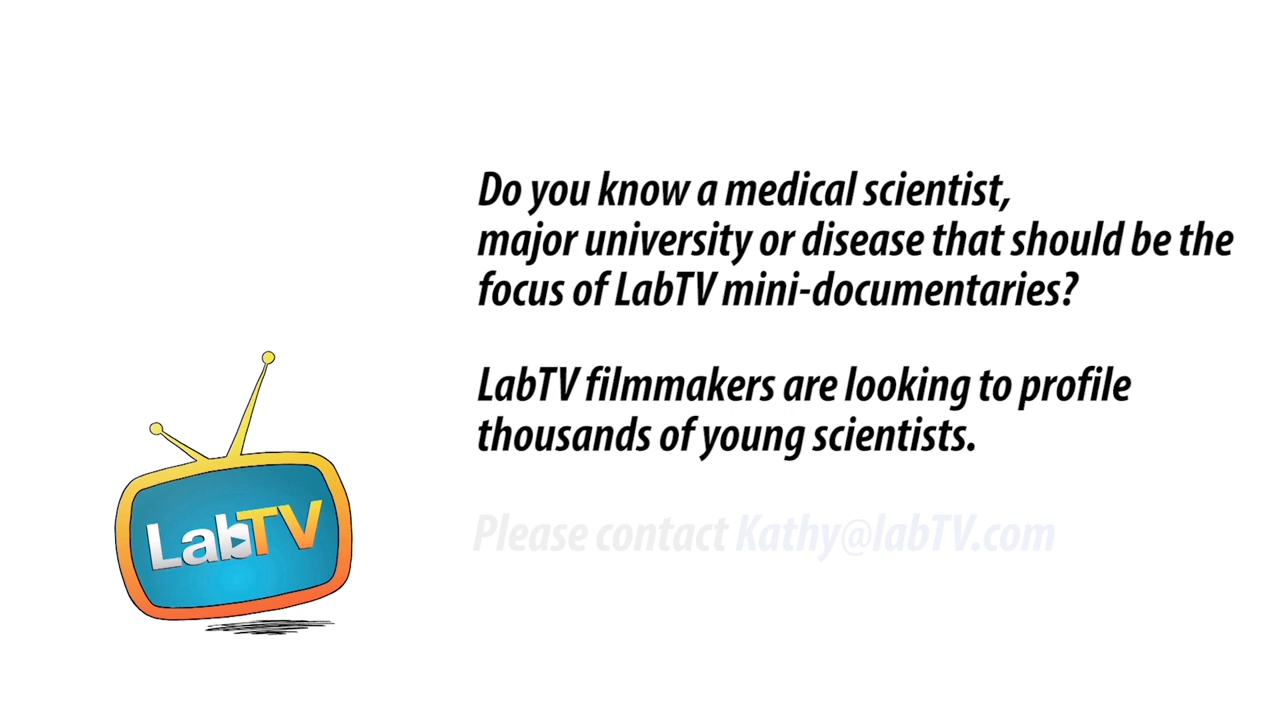 Do you know a medical scientist,
major university or disease that should be the
focus of LabTV mini-documentaries?
LabTV filmmakers are looking to profile
thousands of young scientists.
Please contact Kathy@labTV.com
LabTV